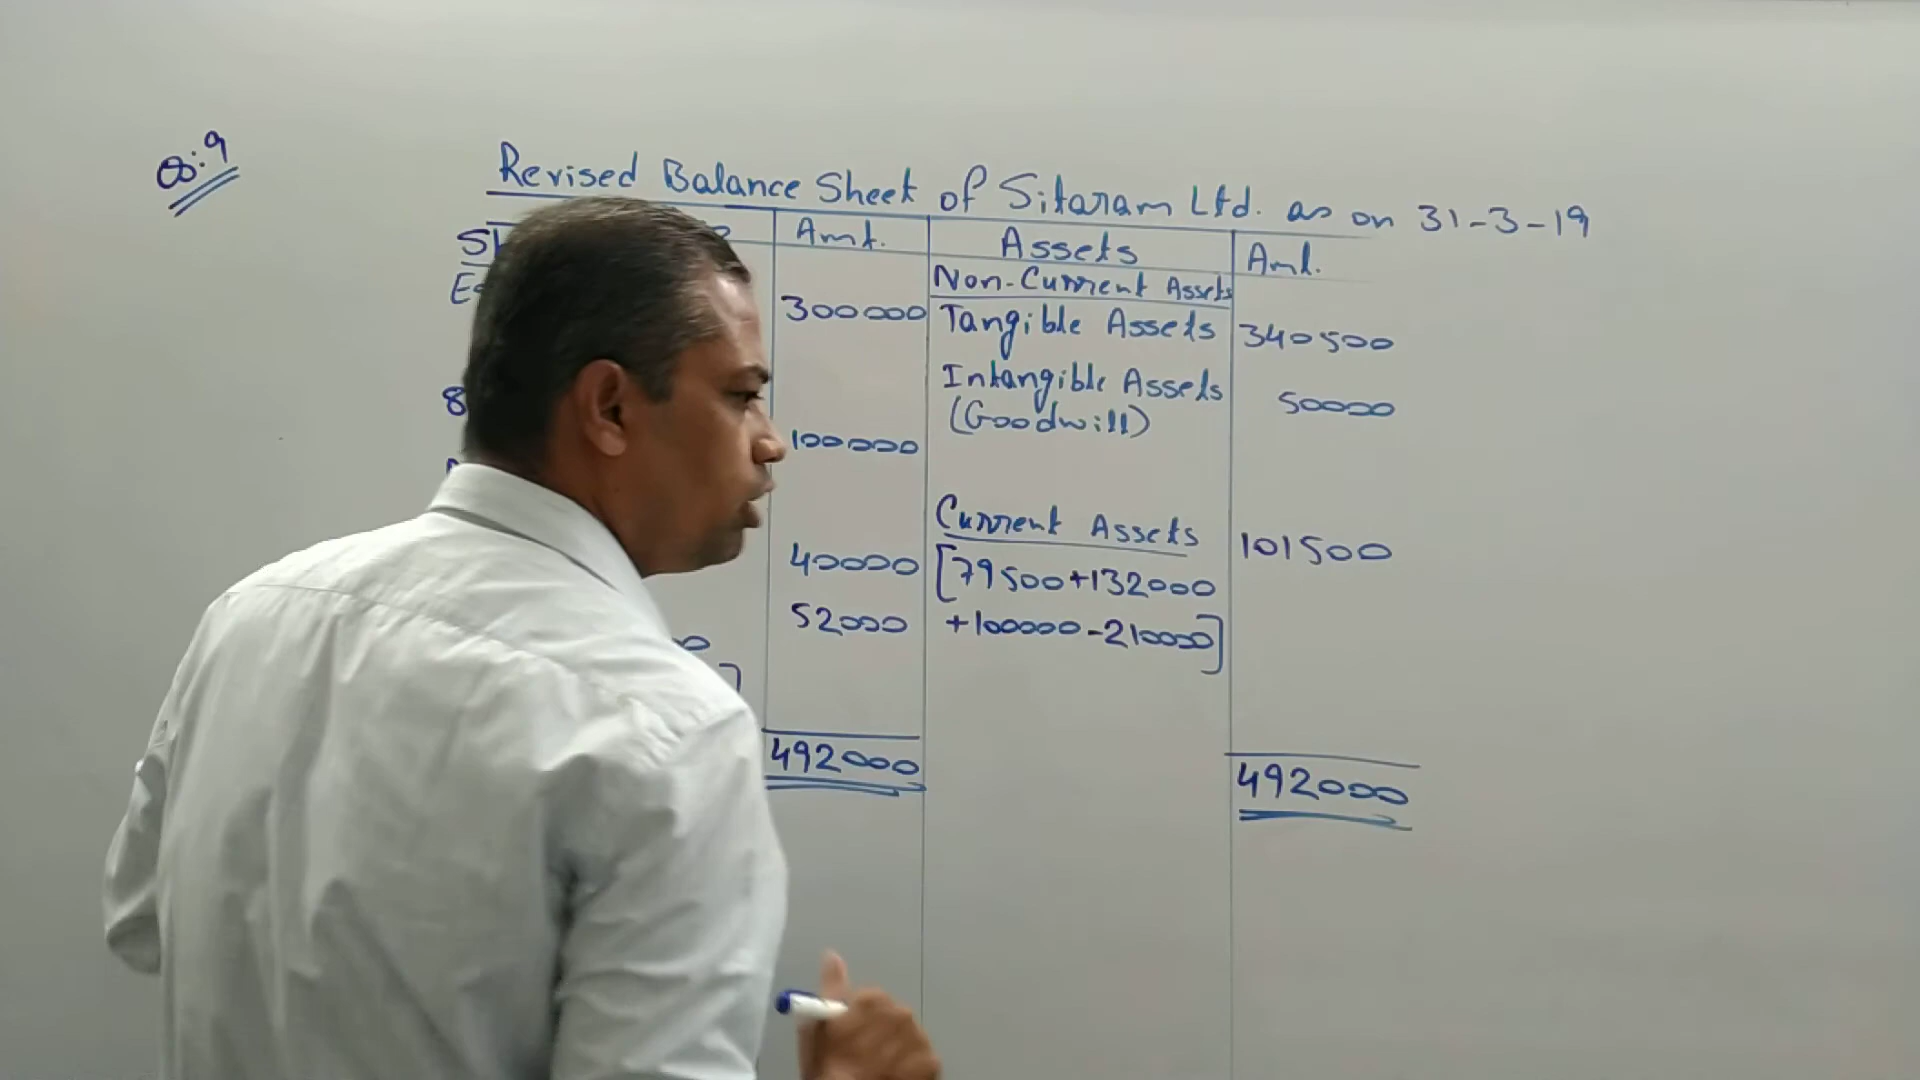 Q:9
Revised Balance Sheet of Sitaram Ltd. as on 31-3-19
Amt. Assets Amt.
Non-Current Assets
300000 Tangible Assets 340500
Intangible Assets 50000
(Goodwill)
100000
Current Assets 101500
40000 [79500+132000
52000 +100000-210000]
492000 492000